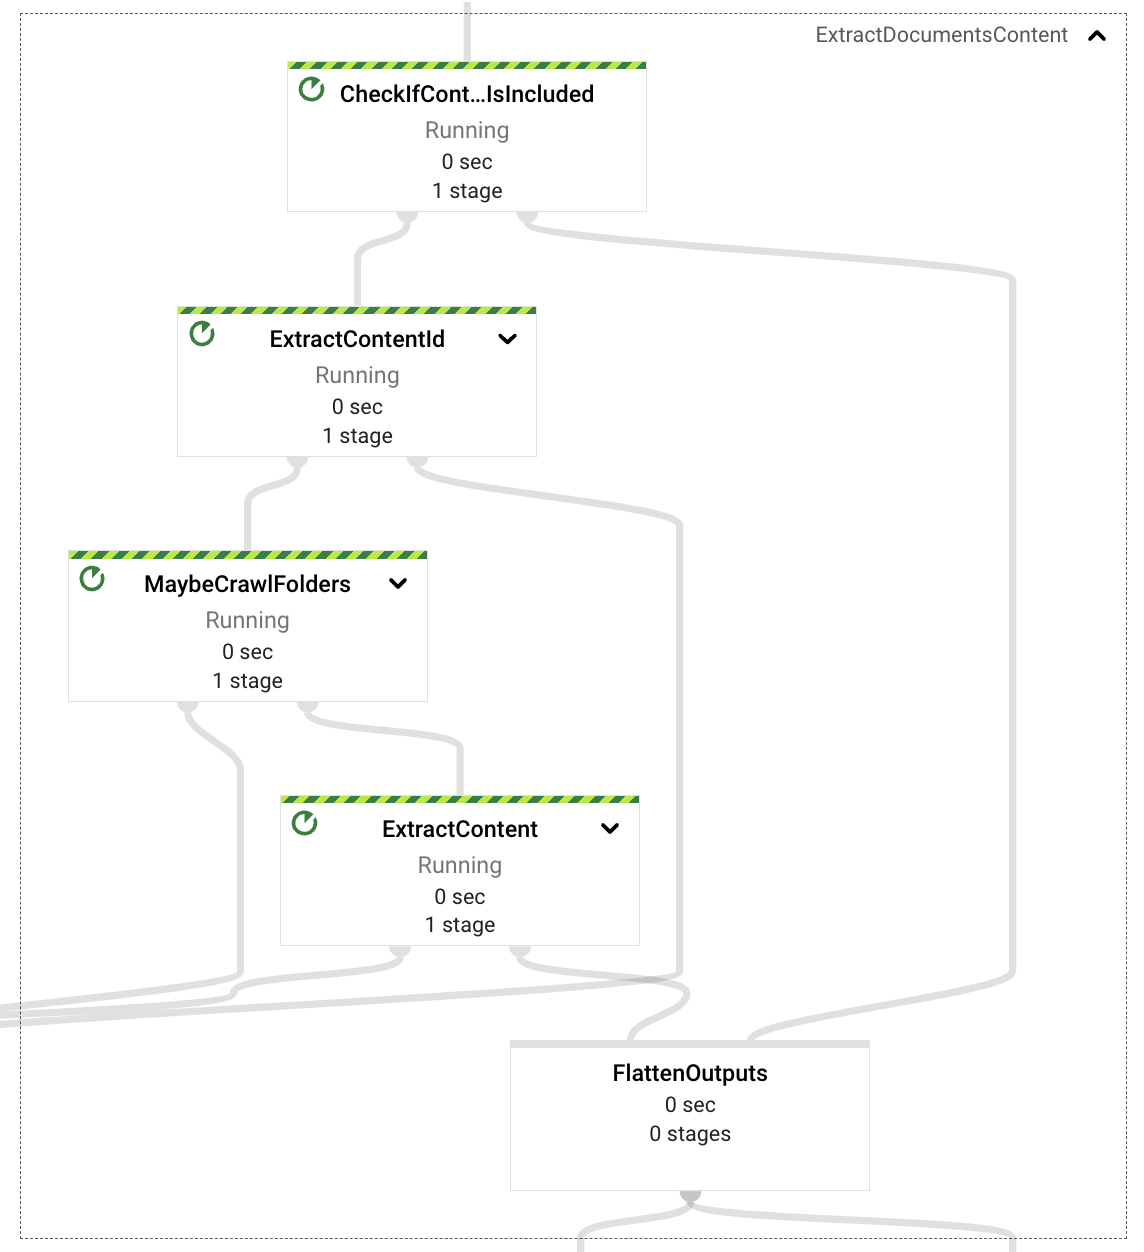 ExtractDocumentsContent
CheckIfCont...IsIncluded
Running
0 sec
1 stage
ExtractContentId
Running
0 sec
1 stage
MaybeCrawlFolders
Running
0 sec
1 stage
ExtractContent
Running
0 sec
1 stage
FlattenOutputs
0 sec
0 stages